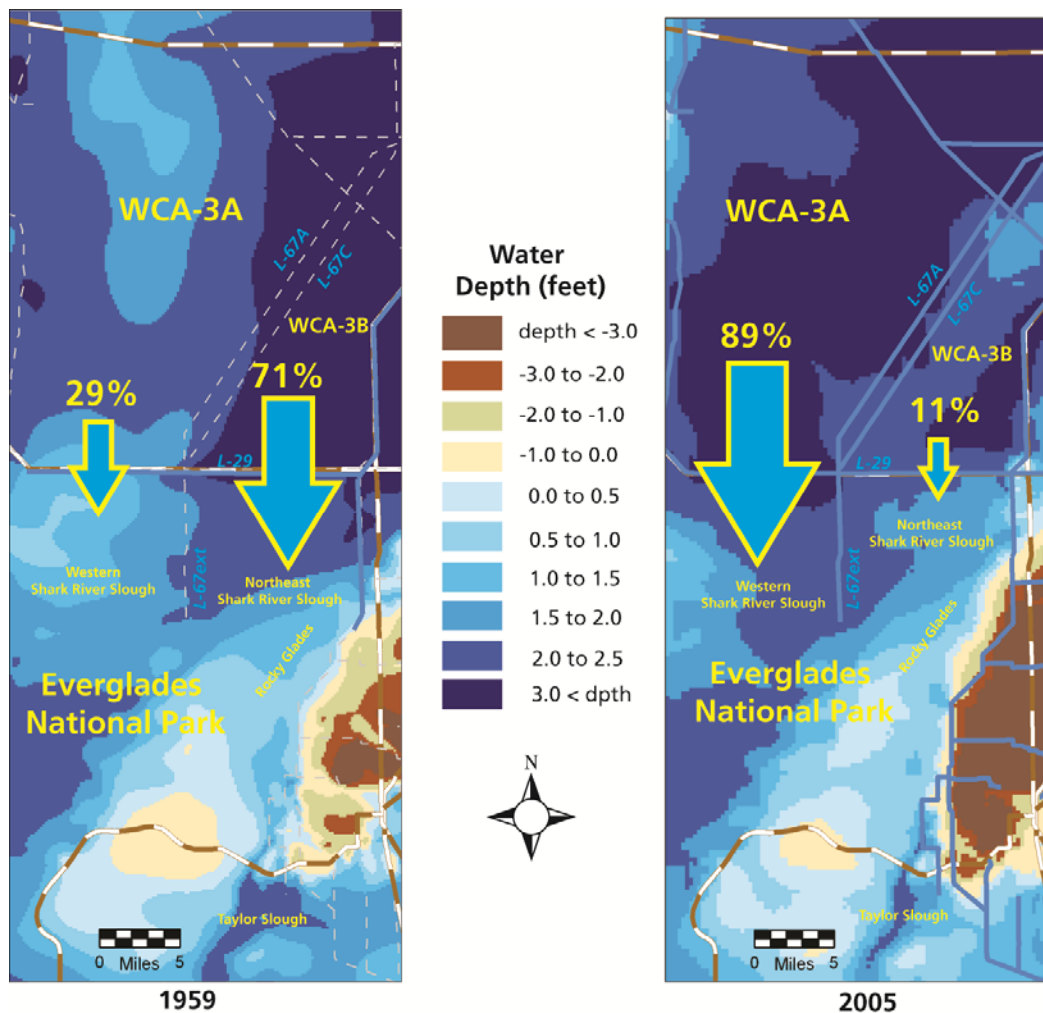 WCA-3A
L-67A
L-67C
WCA-3B
29%
71%
L-29
Western
Shark River Slough
L-67ext
Northeast
Shark River Slough
Rocky Glades
Everglades
National Park
Taylor Slough
0 Miles 5
1959
Water
Depth (feet)
depth < -3.0
-3.0 to -2.0
-2.0 to -1.0
-1.0 to 0.0
0.0 to 0.5
0.5 to 1.0
1.0 to 1.5
1.5 to 2.0
2.0 to 2.5
3.0 < dpth
N
WCA-3A
L-67A
L-67C
WCA-3B
89%
11%
L-29
Northeast
Shark River Slough
Western
Shark River Slough
L-67ext
Rocky Glades
Everglades
National Park
Taylor Slough
0 Miles 5
2005